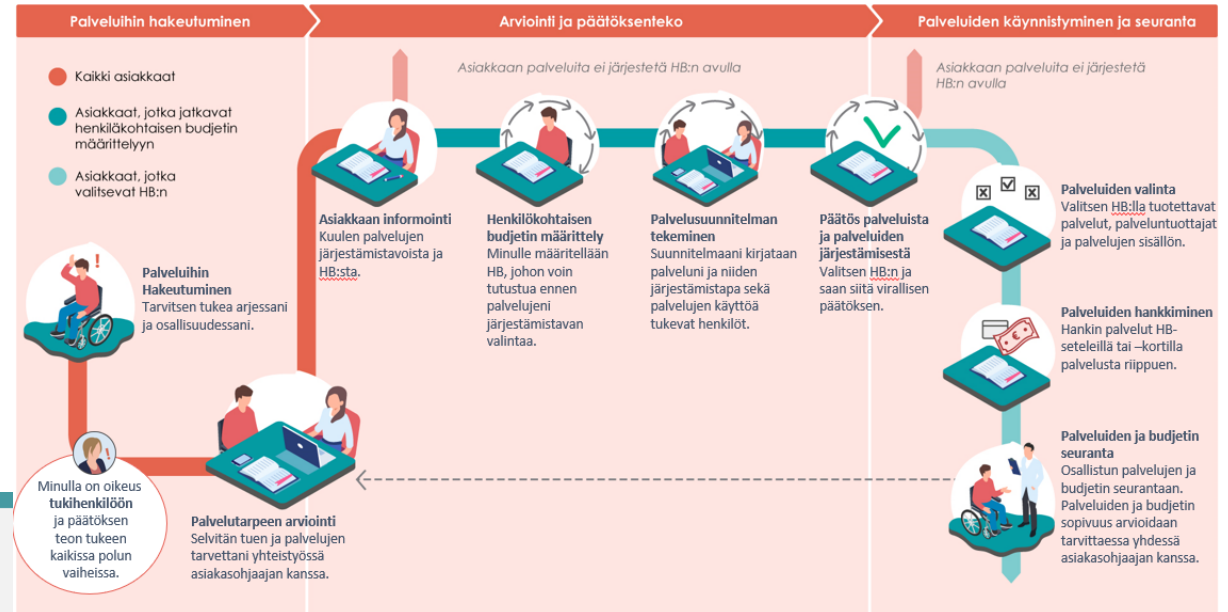 Palveluihin hakeutuminen
Arviointi ja päätöksenteko
Palveluiden käynnistyminen ja seuranta
Kaikki asiakkaat
Asiakkaat, jotka jatkavat
henkilökohtaisen budjetin
määrittelyyn
Asiakkaat, jotka
valitsevat HB:n
Asiakkaan palveluita ei järjestetä HB:n avulla
Asiakkaan palveluita ei järjestetä
HB:n avulla
Palveluihin
Hakeutuminen
Tarvitsen tukea arjessani
ja osallisuudessani.
Minulla on oikeus
tukihenkilöön
ja päätöksen
teon tukeen
kaikissa polun
vaiheissa.
Palvelutarpeen arviointi
Selvitän tuen ja palvelujen
tarvettani yhteistyössä
asiakasohjaajan kanssa.
Asiakkaan informointi
Kuulen palvelujen
järjestämistavoista ja
HB:sta.
Henkilökohtaisen
budjetin määrittely
Minulle määritellään
HB, johon voin
tutustua ennen
palvelujeni
järjestämistavan
valintaa.
Palvelusuunnitelman
tekeminen
Suunnitelmaani kirjataan
palveluni ja niiden
järjestämistapa sekä
palvelujen käyttöä
tukevat henkilöt.
Päätös palveluista
ja palveluiden
järjestämisestä
Valitsen HB:n ja
saan siitä virallisen
päätöksen.
Palveluiden valinta
Valitsen HB:lla tuotettavat
palvelut, palveluntuottajat
ja palvelujen sisällön.
Palveluiden hankkiminen
Hankin palvelut HB-
seteleillä tai –kortilla
palvelusta riippuen.
Palveluiden ja budjetin
seuranta
Osallistun palvelujen ja
budjetin seurantaan.
Palveluiden ja budjetin
sopivuus arvioidaan
tarvittaessa yhdessä
asiakasohjaajan kanssa.